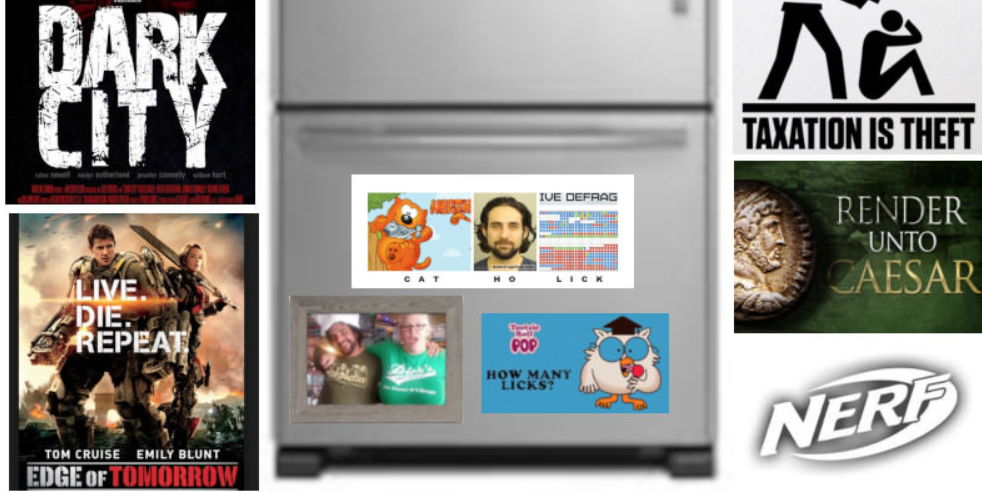 DARK
CITY
rufus sewell kiefer sutherland jennifer connelly william hurt
LIVE.
DIE.
REPEAT.
TOM CRUISE EMILY BLUNT
EDGE OF TOMORROW
IVE DEFRAG
CAT HO LICK
Tootsie
Roll
POP
HOW MANY
LICKS?
TAXATION IS THEFT
RENDER
UNTO
CAESAR
NERF